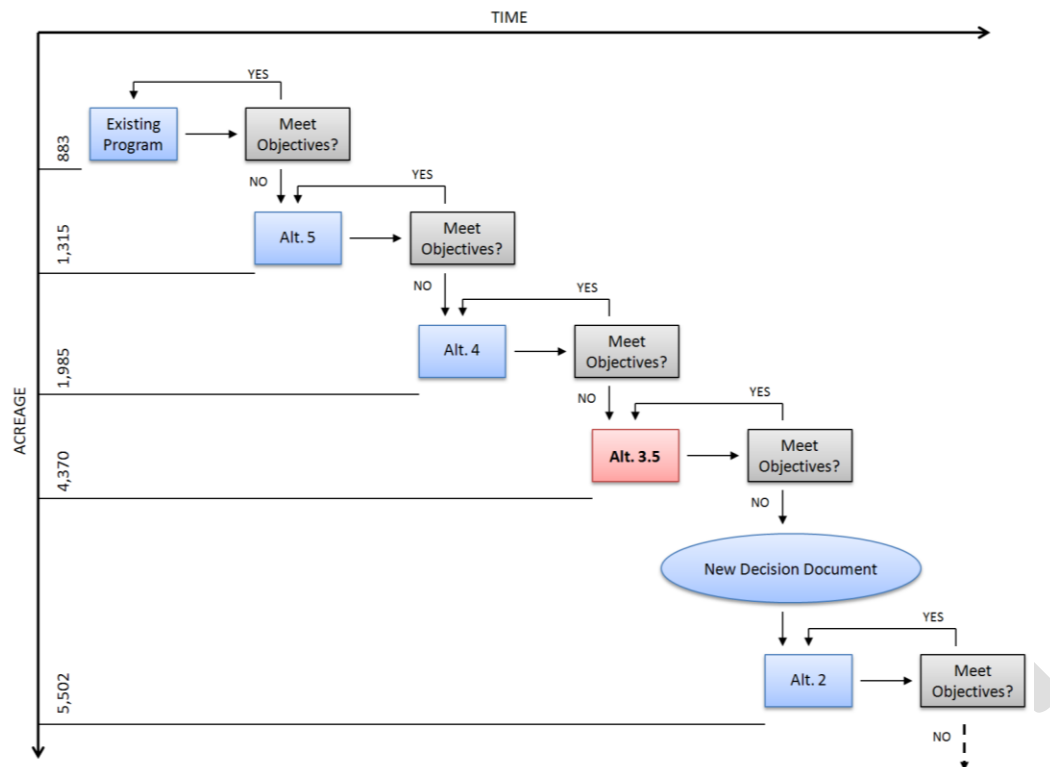 TIME
ACREAGE
YES
Existing
Program
Meet
Objectives?
883
NO
YES
Alt. 5
Meet
Objectives?
1,315
NO
YES
Alt. 4
Meet
Objectives?
1,985
NO
YES
Alt. 3.5
Meet
Objectives?
4,370
NO
New Decision Document
YES
Alt. 2
Meet
Objectives?
5,502
NO